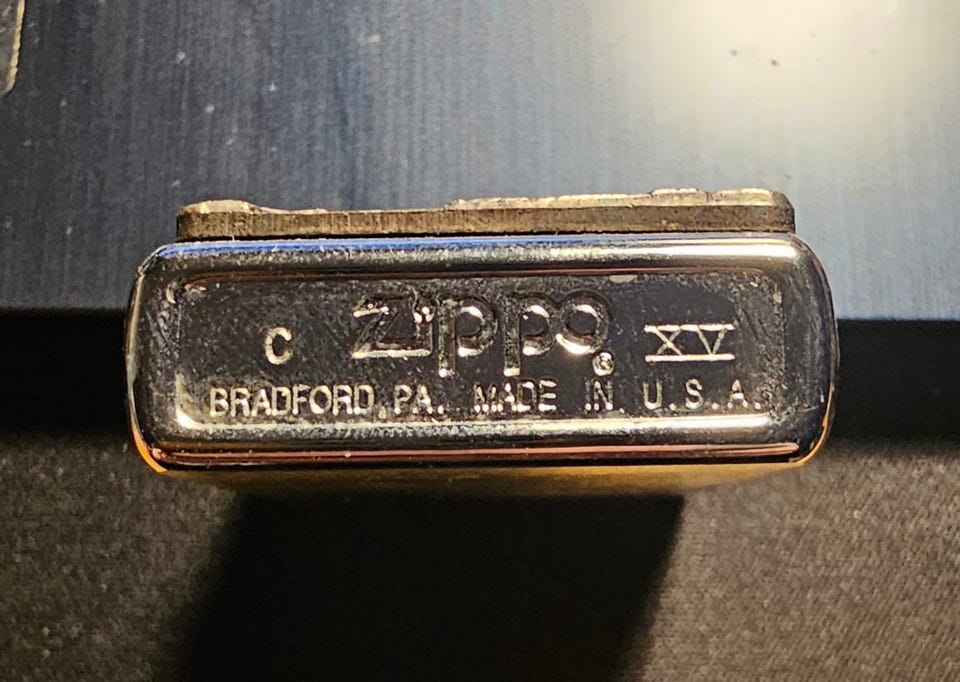 C Zippo® XV
BRADFORD, PA. MADE IN U.S.A.